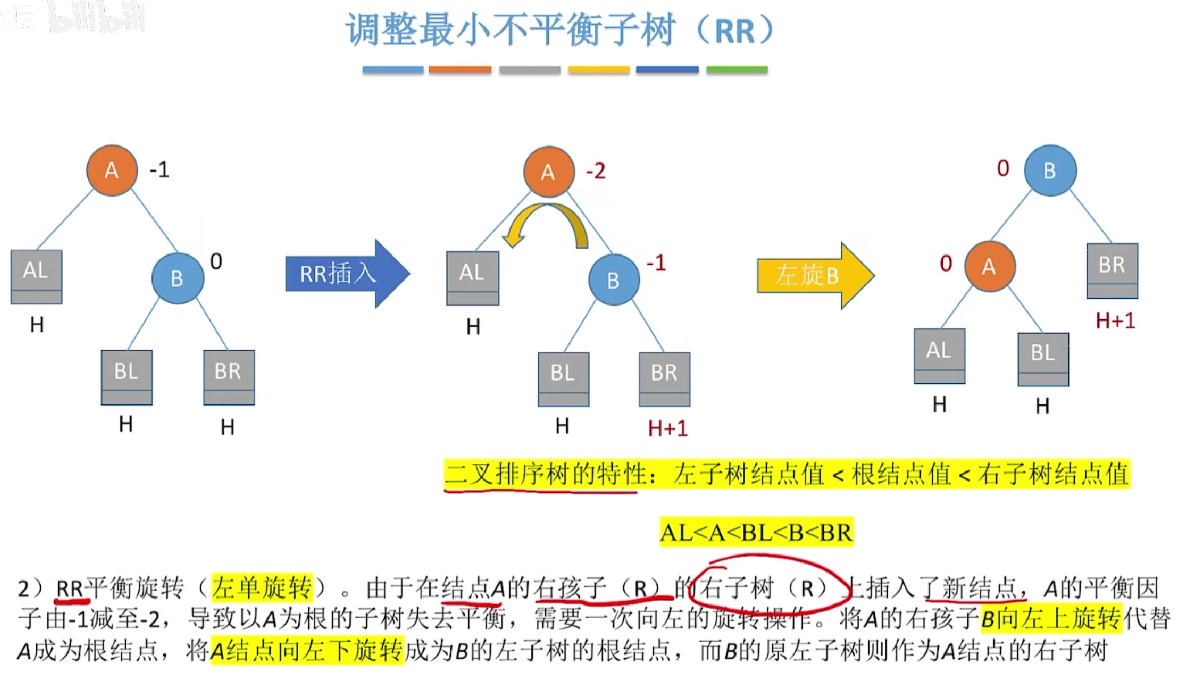 bilibili
调整最小不平衡子树（RR）
A -1
AL
B 0
H
BL BR
H H
RR插入
A -2
AL
B -1
H
BL BR
H H+1
左旋B
0 B
0 A
BR
H+1
AL BL
H H
二叉排序树的特性：左子树结点值 < 根结点值 < 右子树结点值
AL<A<BL<B<BR
2）RR平衡旋转（左单旋转）。由于在结点A的右孩子（R）的右子树（R）上插入了新结点，A的平衡因
子由-1减至-2，导致以A为根的子树失去平衡，需要一次向左的旋转操作。将A的右孩子B向左上旋转代替
A成为根结点，将A结点向左下旋转成为B的左子树的根结点，而B的原左子树则作为A结点的右子树